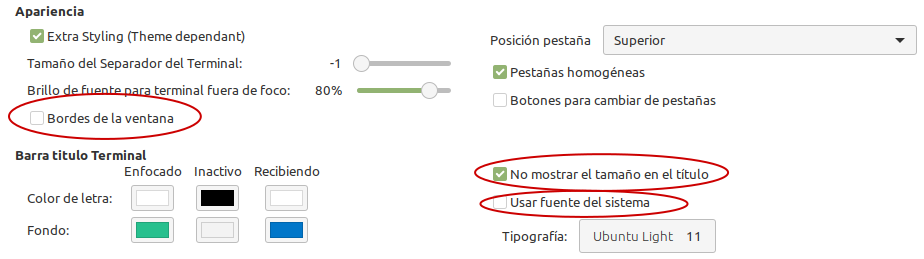 Apariencia
Extra Styling (Theme dependant)
Posición pestaña Superior
Tamaño del Separador del Terminal: -1
Pestañas homogéneas
Brillo de fuente para terminal fuera de foco: 80%
Botones para cambiar de pestañas
Bordes de la ventana
Barra titulo Terminal
Enfocado Inactivo Recibiendo
No mostrar el tamaño en el título
Color de letra:
Usar fuente del sistema
Fondo:
Tipografía: Ubuntu Light 11